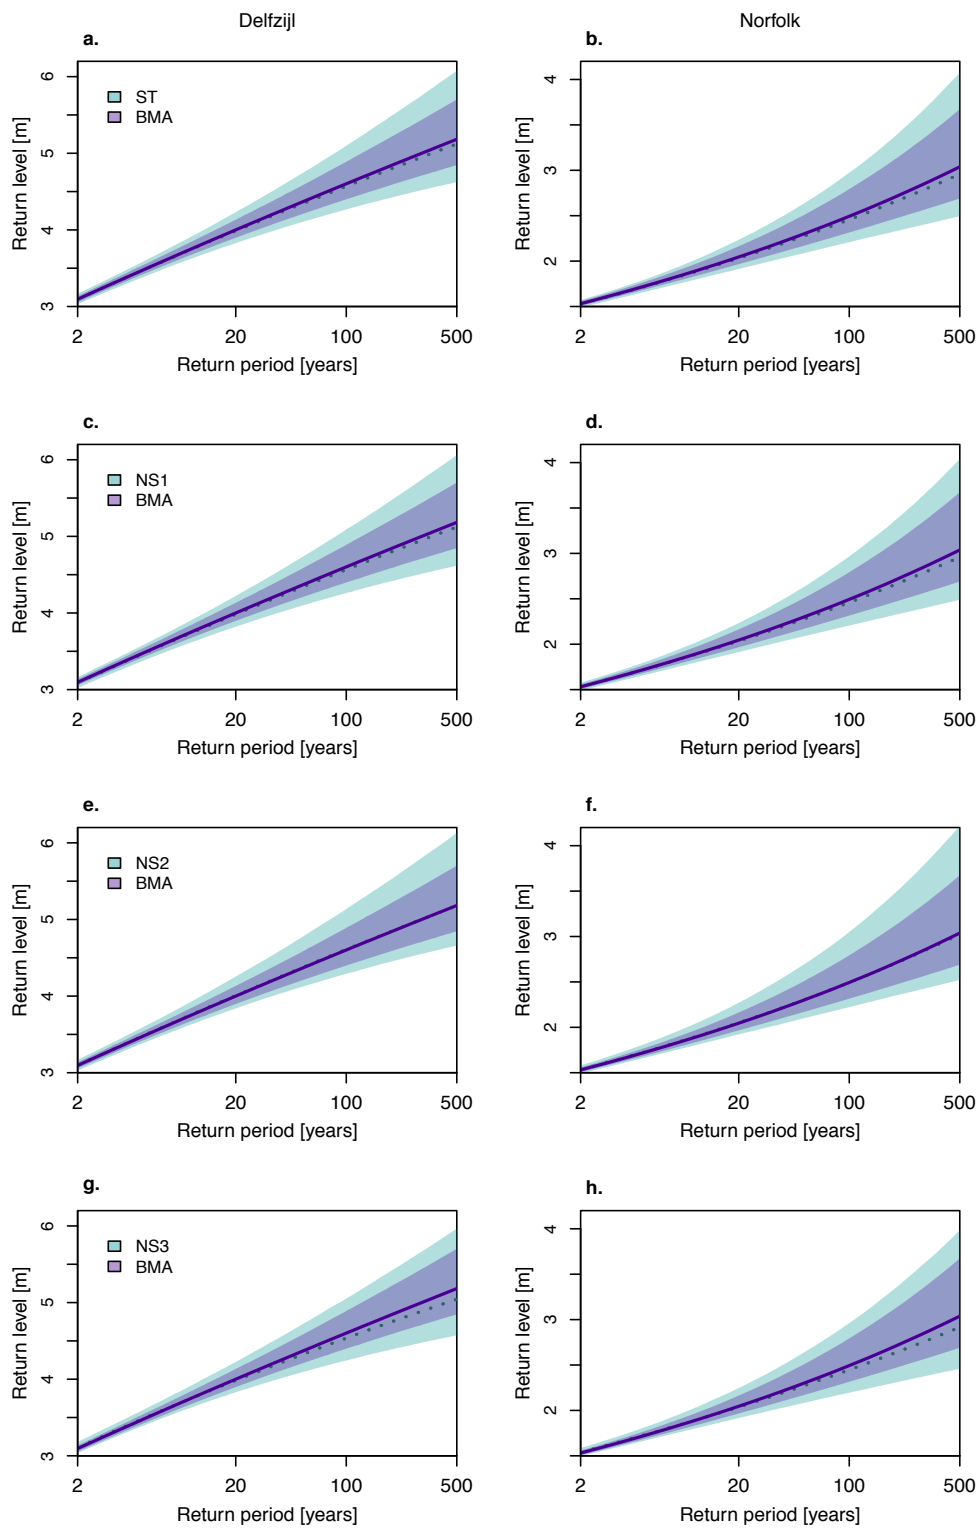 Delfzijl
Norfolk
a.
b.
Return level [m]
6
5
4
3
ST
BMA
2
20
100
500
Return period [years]
Return level [m]
4
3
2
2
20
100
500
Return period [years]
c.
d.
Return level [m]
6
5
4
3
NS1
BMA
2
20
100
500
Return period [years]
Return level [m]
4
3
2
2
20
100
500
Return period [years]
e.
f.
Return level [m]
6
5
4
3
NS2
BMA
2
20
100
500
Return period [years]
Return level [m]
4
3
2
2
20
100
500
Return period [years]
g.
h.
Return level [m]
6
5
4
3
NS3
BMA
2
20
100
500
Return period [years]
Return level [m]
4
3
2
2
20
100
500
Return period [years]